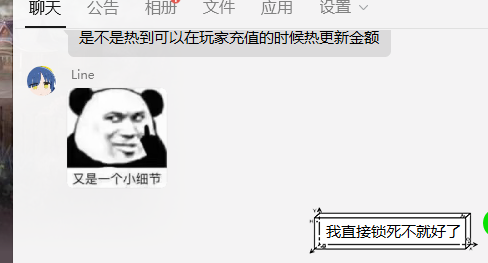 聊天 公告 相册 文件 应用 设置
是不是热到可以在玩家充值的时候热更新金额
Line
又是一个小细节
我直接锁死不就好了